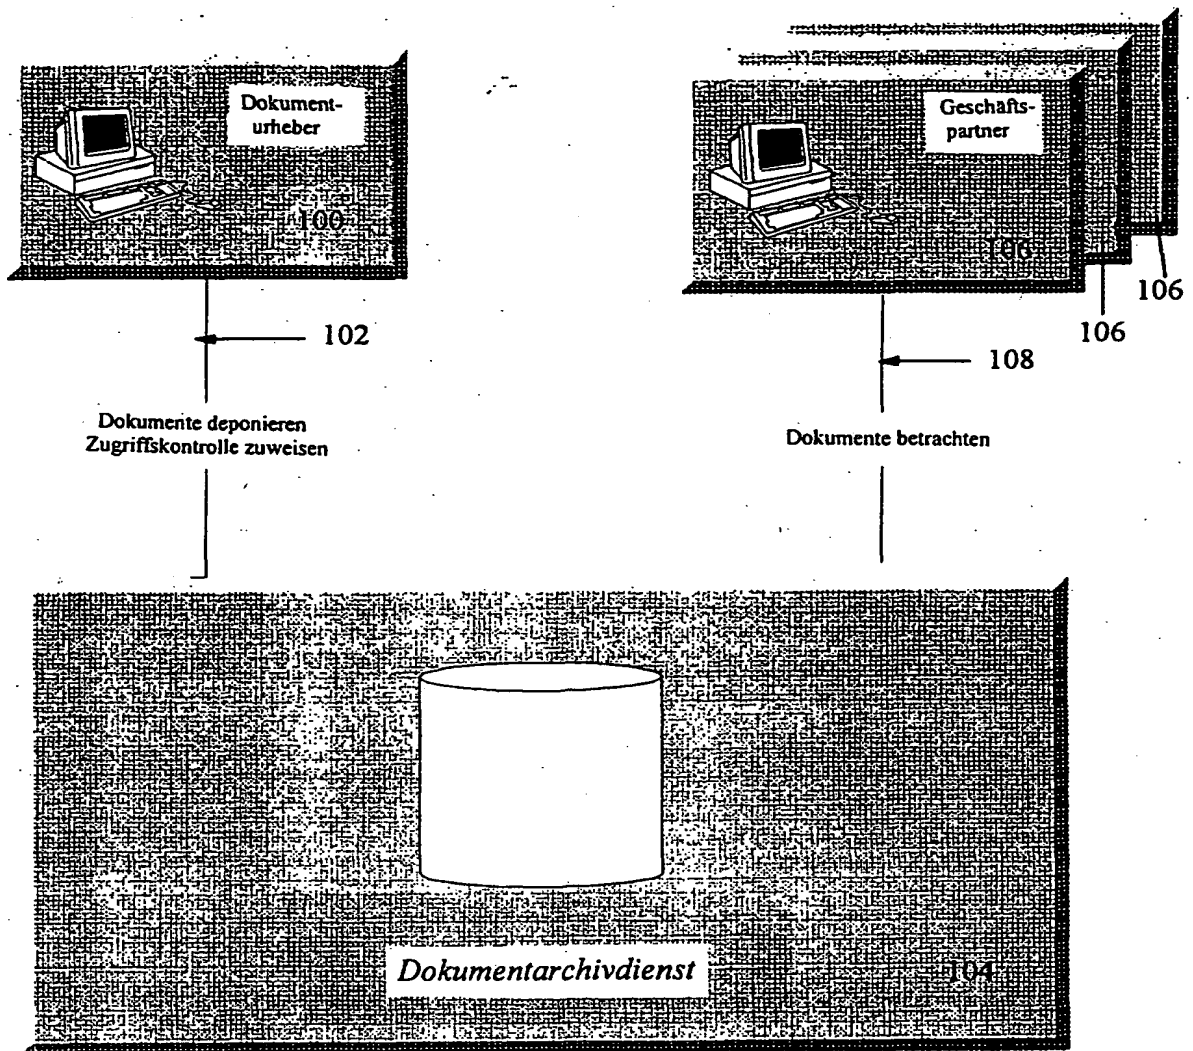 Dokument-
urheber
100
Geschäfts-
partner
106
106
106
102
108
Dokumente deponieren
Zugriffskontrolle zuweisen
Dokumente betrachten
Dokumentarchivdienst
104